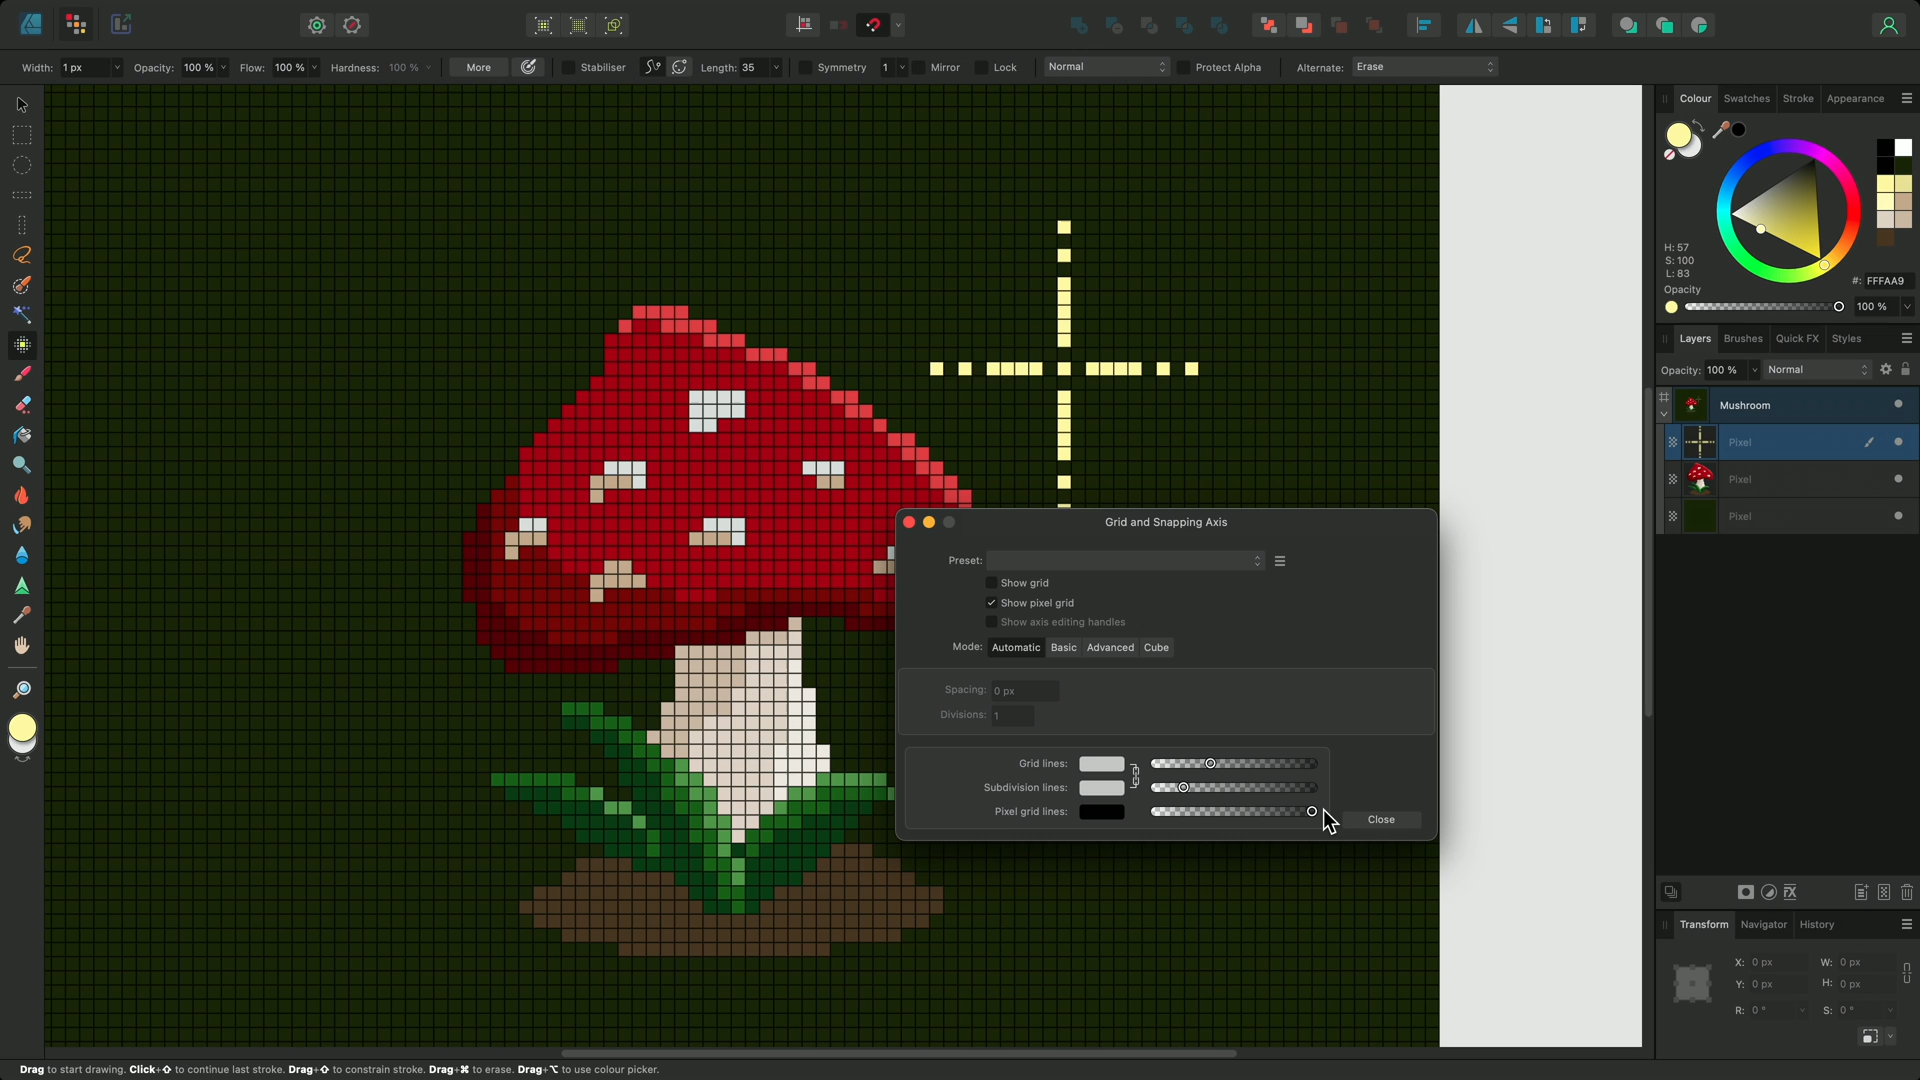 Width: 1 px Opacity: 100 % Flow: 100 % Hardness: 100 % More Stabiliser Length: 35 Symmetry 1 Mirror Lock Normal Protect Alpha Alternate: Erase
Colour Swatches Stroke Appearance
H: 57
S: 100
L: 83
#: FFFAA9
Opacity
100 %
Layers Brushes Quick FX Styles
Opacity: 100 % Normal
Mushroom
Pixel
Pixel
Pixel
Grid and Snapping Axis
Preset:
Show grid
Show pixel grid
Show axis editing handles
Mode: Automatic Basic Advanced Cube
Spacing: 0 px
Divisions: 1
Grid lines:
Subdivision lines:
Pixel grid lines:
Close
FX
Transform Navigator History
X: 0 px W: 0 px
Y: 0 px H: 0 px
R: 0 ° S: 0 °
Drag to start drawing. Click+⇧ to continue last stroke. Drag+⇧ to constrain stroke. Drag+⌘ to erase. Drag+⌥ to use colour picker.